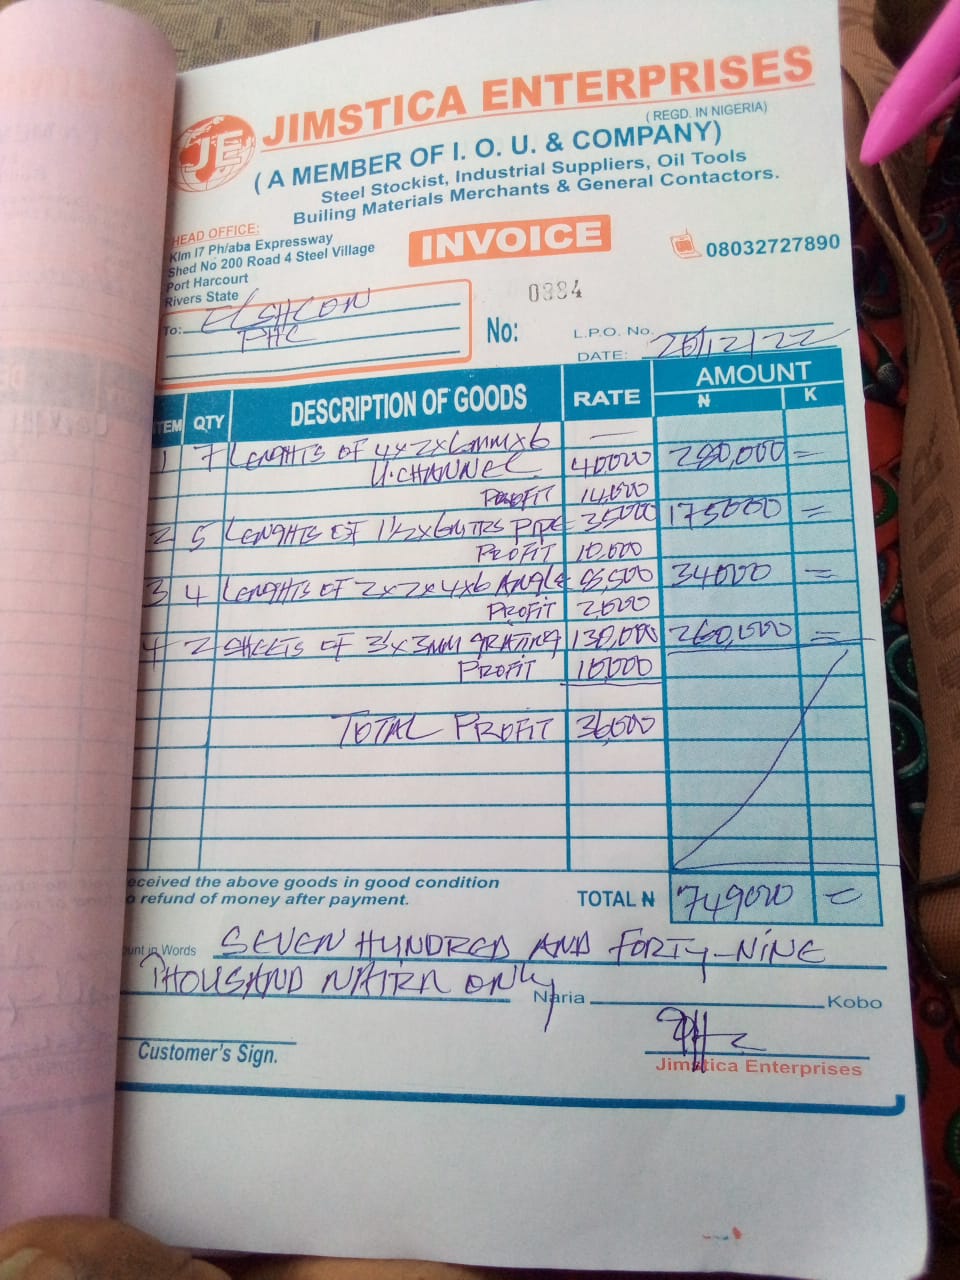 JIMSTICA ENTERPRISES
( REGD. IN NIGERIA)
(A MEMBER OF I. O. U. & COMPANY)
Steel Stockist, Industrial Suppliers, Oil Tools
Builing Materials Merchants & General Contactors.
JE
HEAD OFFICE:
Klm I7 Ph/aba Expressway
Shed No 200 Road 4 Steel Village
Port Harcourt
Rivers State
INVOICE
08032727890
To: ELSHCON
PHC
0984
No:
L.P.O. No.
DATE: 20/12/22
ITEM QTY DESCRIPTION OF GOODS RATE AMOUNT
N K
1 7 LENGHTS OF 4x2x6mmx6 —
U-CHANNEL 40000 280,000 =
PROFIT 14,000
2 5 LENGHTS OF 1½x6MTRS PIPE 35000 175000 =
PROFIT 10,000
3 4 LENGHTS OF 2x2x4x6 ANGLE 8,500 34000 =
PROFIT 2,000
4 2 SHEETS OF 3x3MM GRATING 130,000 260,000 =
PROFIT 10,000
TOTAL PROFIT 36,000
eceived the above goods in good condition
o refund of money after payment.
TOTAL N 749000 =
unt in Words SEVEN HUNDRED AND FORTY-NINE
THOUSAND NAIRA ONLY Naria Kobo
Customer's Sign.
Jimstica Enterprises